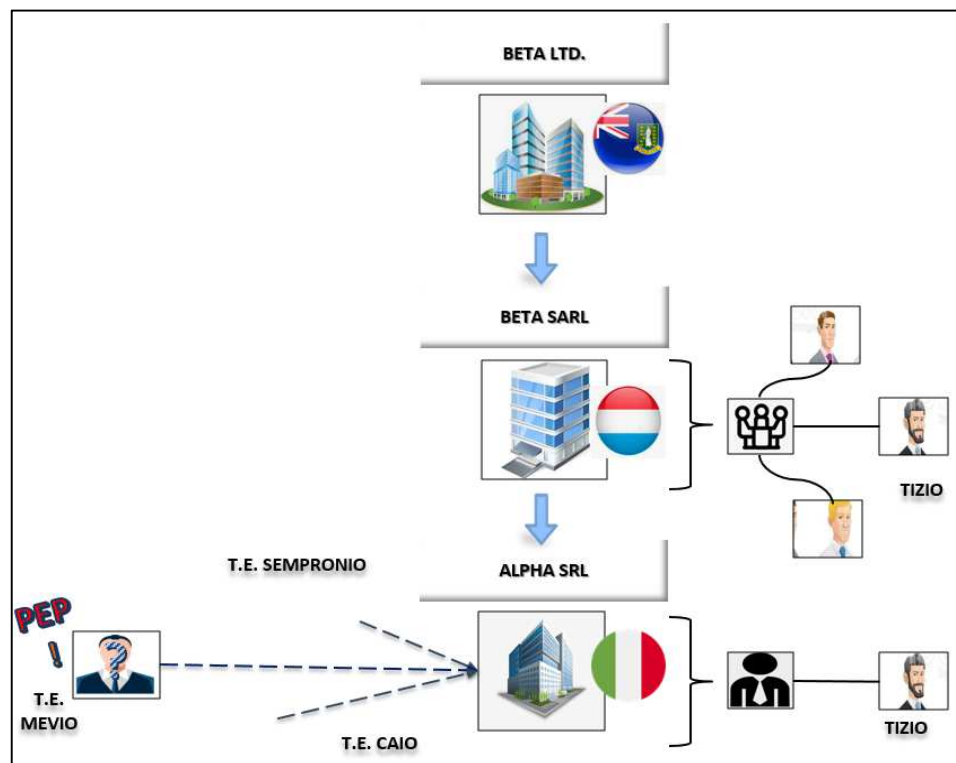 BETA LTD.
BETA SARL
TIZIO
T.E. SEMPRONIO
ALPHA SRL
PEP
!
T.E.
MEVIO
T.E. CAIO
TIZIO